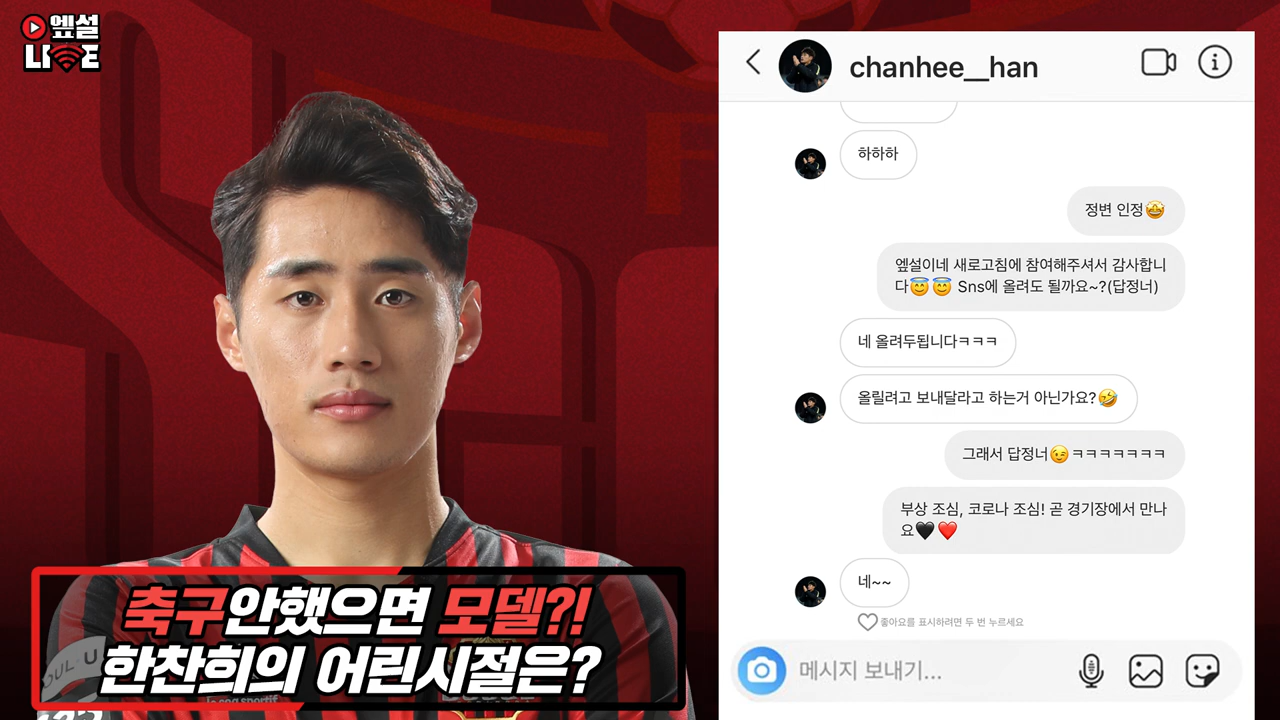 엪설
LIVE
chanhee__han
하하하
정변 인정🤩
엪설이네 새로고침에 참여해주셔서 감사합니
다😇😇 Sns에 올려도 될까요~?(답정너)
네 올려두됩니다ㅋㅋㅋ
올릴려고 보내달라고 하는거 아닌가요?🤣
그래서 답정너😉ㅋㅋㅋㅋㅋㅋㅋ
부상 조심, 코로나 조심! 곧 경기장에서 만나
요🖤❤️
네~~
좋아요를 표시하려면 두 번 누르세요
메시지 보내기...
축구안했으면 모델?!
한찬희의 어린시절은?
OUL U
le coq sportif